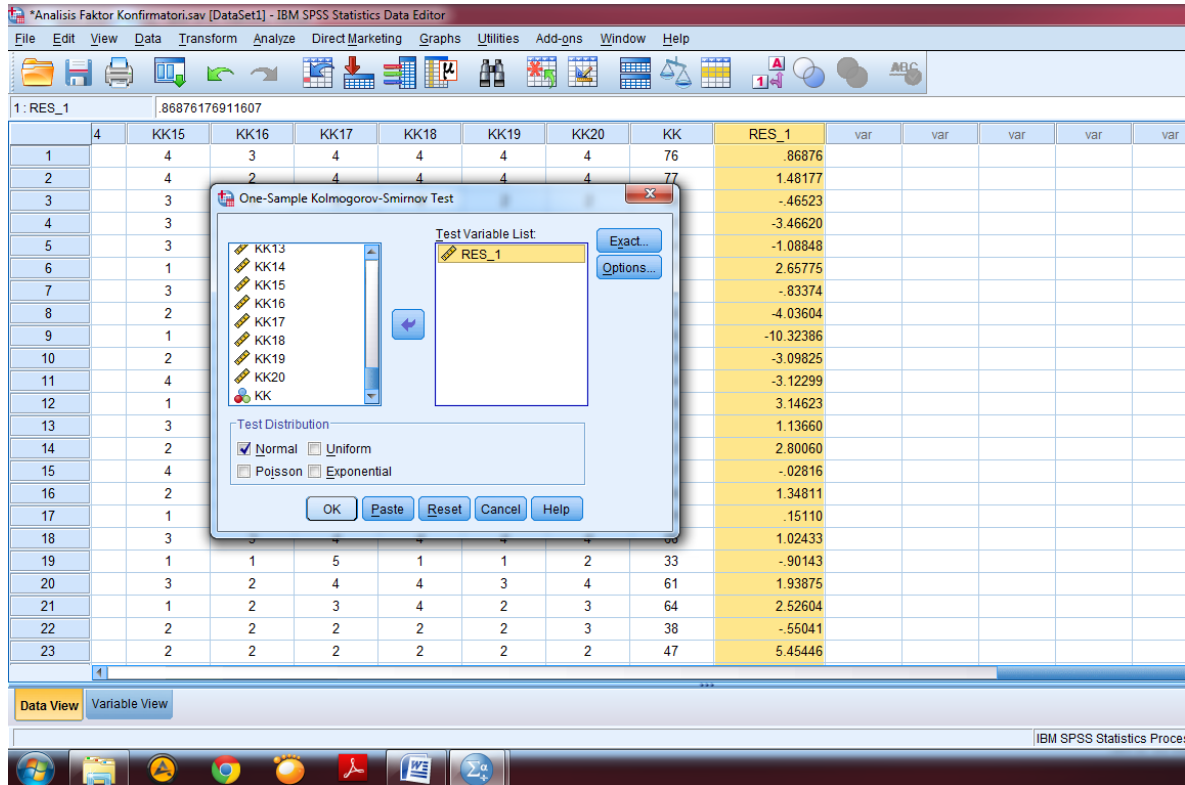 *Analisis Faktor Konfirmatori.sav [DataSet1] - IBM SPSS Statistics Data Editor
File Edit View Data Transform Analyze Direct Marketing Graphs Utilities Add-ons Window Help
1 : RES_1 .86876176911607
4 KK15 KK16 KK17 KK18 KK19 KK20 KK RES_1 var var var var var
1 4 3 4 4 4 4 76 .86876
2 4 2 4 4 4 4 77 1.48177
3 3 -.46523
4 3 -3.46620
5 3 -1.08848
6 1 2.65775
7 3 -.83374
8 2 -4.03604
9 1 -10.32386
10 2 -3.09825
11 4 -3.12299
12 1 3.14623
13 3 1.13660
14 2 2.80060
15 4 -.02816
16 2 1.34811
17 1 .15110
18 3 1.02433
19 1 1 5 1 1 2 33 -.90143
20 3 2 4 4 3 4 61 1.93875
21 1 2 3 4 2 3 64 2.52604
22 2 2 2 2 2 3 38 -.55041
23 2 2 2 2 2 2 47 5.45446
One-Sample Kolmogorov-Smirnov Test
Test Variable List:
KK13
KK14
KK15
KK16
KK17
KK18
KK19
KK20
KK
RES_1
Exact...
Options...
Test Distribution
Normal Uniform
Poisson Exponential
OK Paste Reset Cancel Help
Data View Variable View
IBM SPSS Statistics Proces